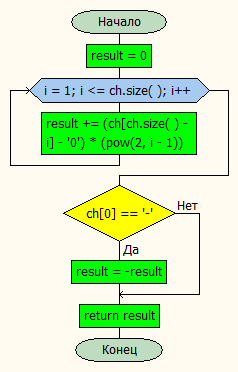 Начало
result = 0
i = 1; i <= ch.size( ); i++
result += (ch[ch.size( ) -
i] - '0') * (pow(2, i - 1))
ch[0] == '-'
Нет
Да
result = -result
return result
Конец